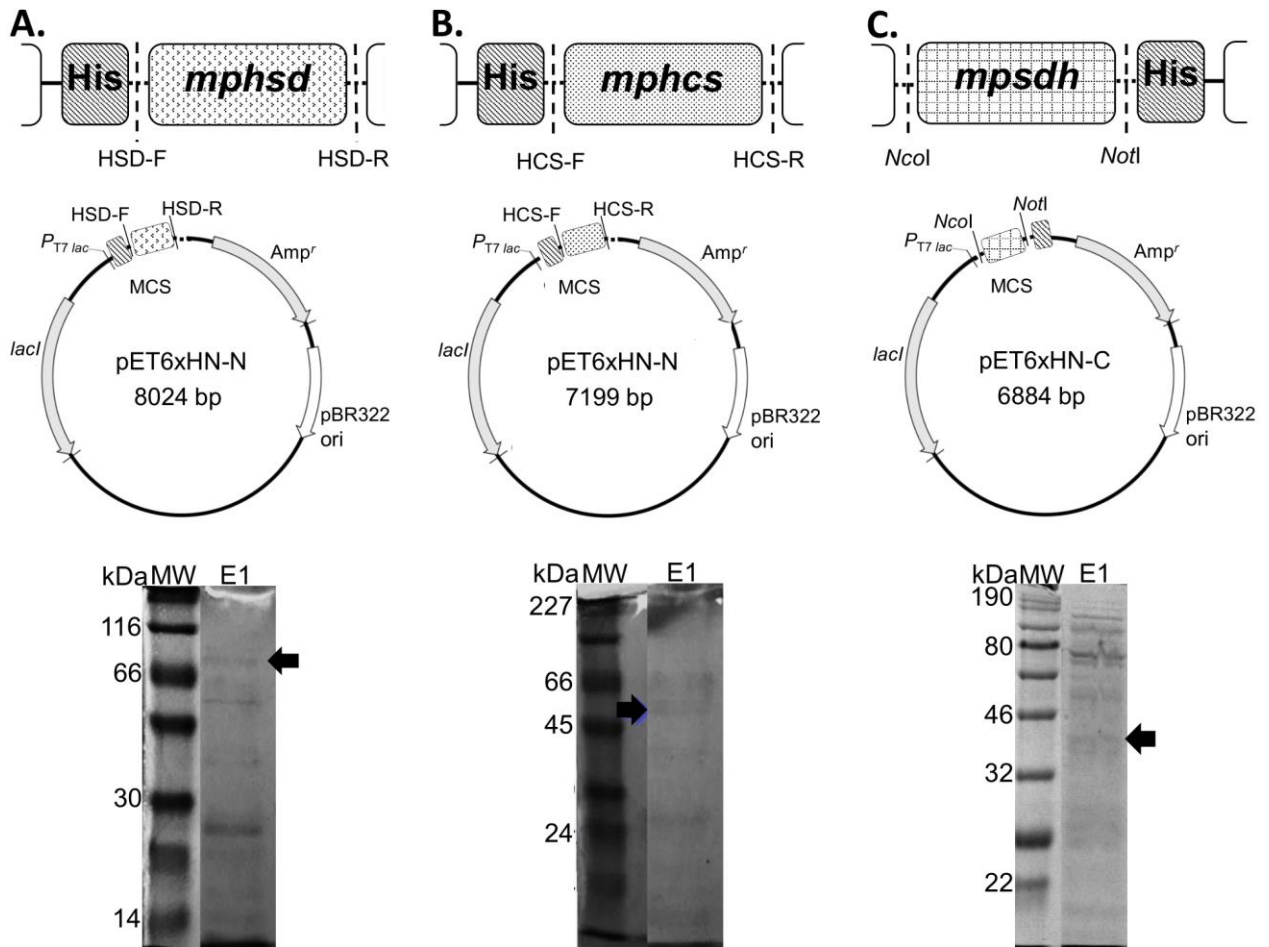 A.
His mphsd
HSD-F HSD-R
HSD-F HSD-R
PT7 lac
Ampr
MCS
lacI
pET6xHN-N
8024 bp
pBR322
ori
kDa MW E1
116
66
30
14
B.
His mphcs
HCS-F HCS-R
HCS-F HCS-R
PT7 lac
Ampr
MCS
lacI
pET6xHN-N
7199 bp
pBR322
ori
kDa MW E1
227
66
45
24
C.
mpsdh His
NcoI NotI
NcoI NotI
PT7 lac
Ampr
MCS
lacI
pET6xHN-C
6884 bp
pBR322
ori
kDa MW E1
190
80
46
32
22